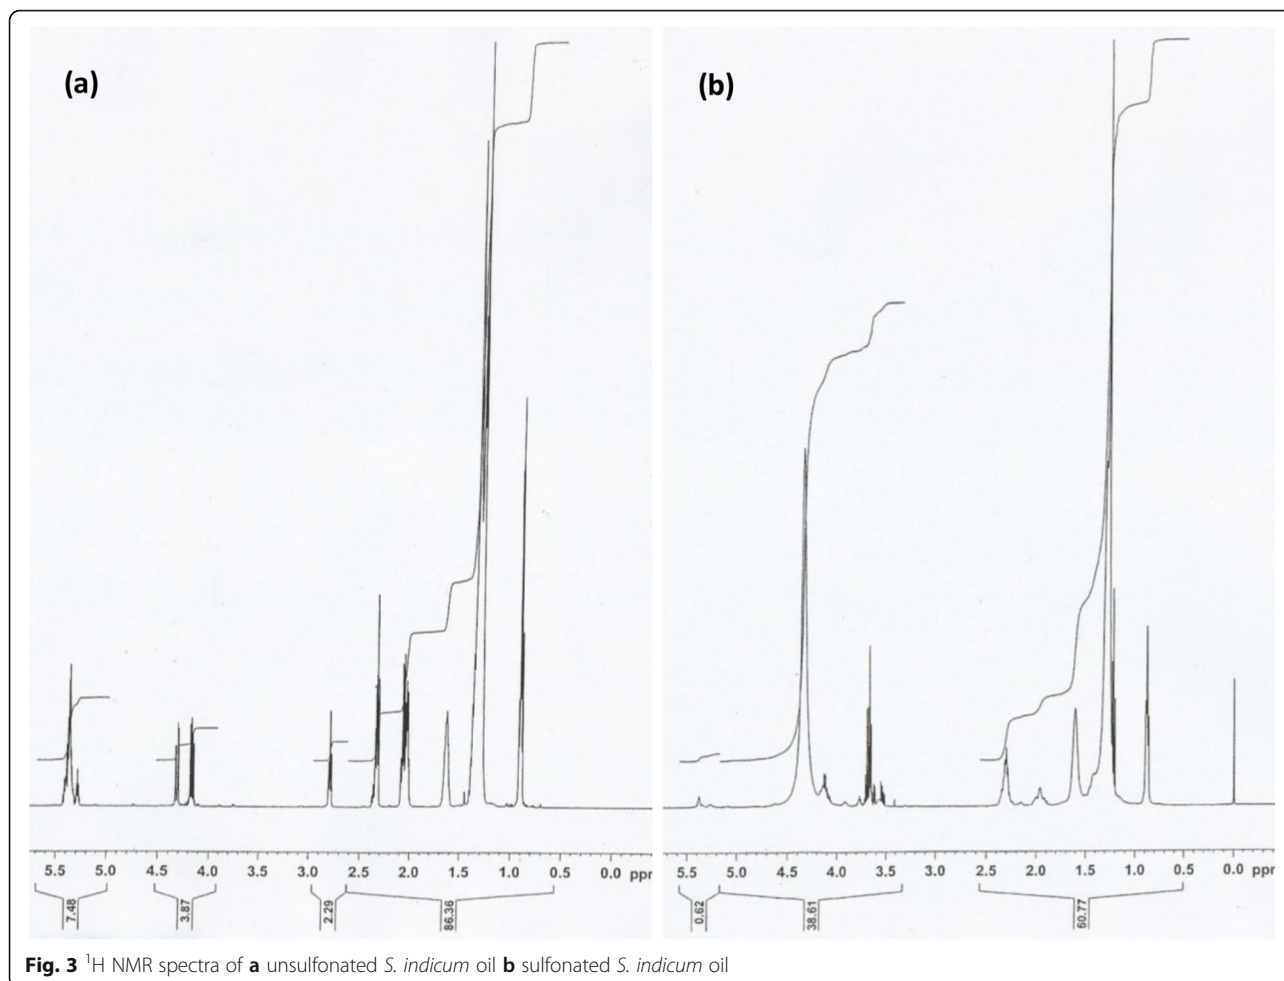 (a)
(b)
5.5 5.0 4.5 4.0 3.5 3.0 2.5 2.0 1.5 1.0 0.5 0.0 ppm
5.5 5.0 4.5 4.0 3.5 3.0 2.5 2.0 1.5 1.0 0.5 0.0 ppm
7.48 3.87 2.29 86.36
0.62 38.61 60.77
Fig. 3 ¹H NMR spectra of a unsulfonated S. indicum oil b sulfonated S. indicum oil